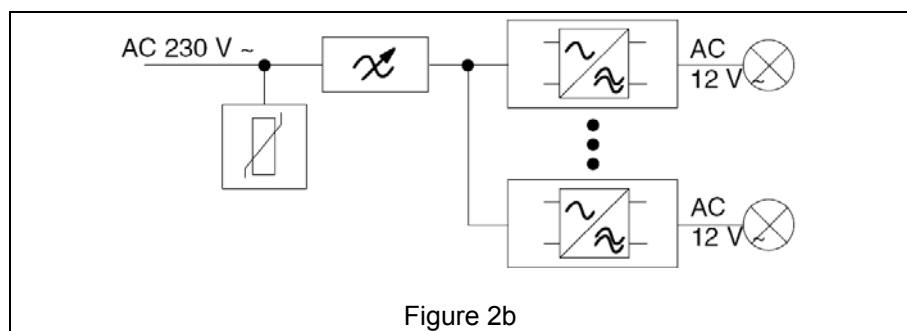 AC 230 V ~
AC
12 V ~
AC
12 V ~
Figure 2b